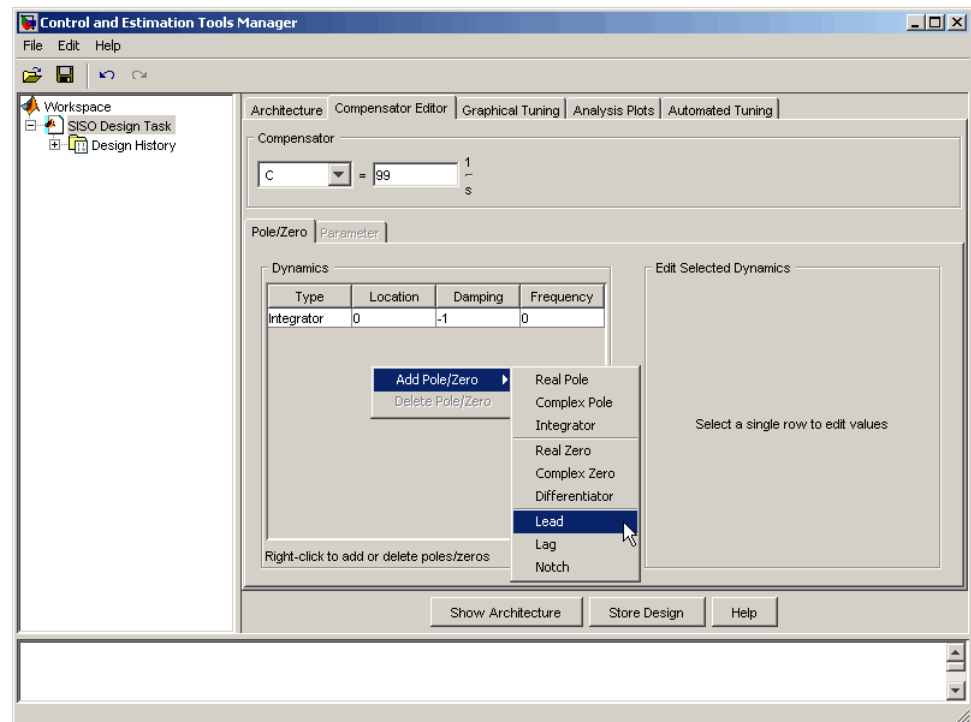 Control and Estimation Tools Manager
File Edit Help
Workspace
SISO Design Task
Design History
Architecture Compensator Editor Graphical Tuning Analysis Plots Automated Tuning
Compensator
C = 99 1
s
Pole/Zero Parameter
Dynamics
Type Location Damping Frequency
Integrator 0 -1 0
Add Pole/Zero
Delete Pole/Zero
Real Pole
Complex Pole
Integrator
Real Zero
Complex Zero
Differentiator
Lead
Lag
Notch
Right-click to add or delete poles/zeros
Edit Selected Dynamics
Select a single row to edit values
Show Architecture Store Design Help